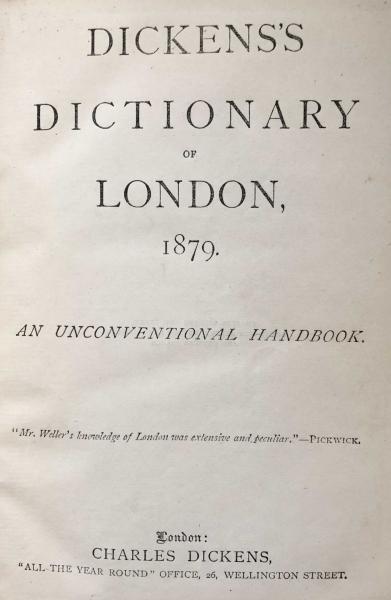 DICKENS'S
DICTIONARY
OF
LONDON,
1879.
AN UNCONVENTIONAL HANDBOOK.
"Mr. Weller's knowledge of London was extensive and peculiar."—PICKWICK.
London:
CHARLES DICKENS,
"ALL THE YEAR ROUND" OFFICE, 26, WELLINGTON STREET.